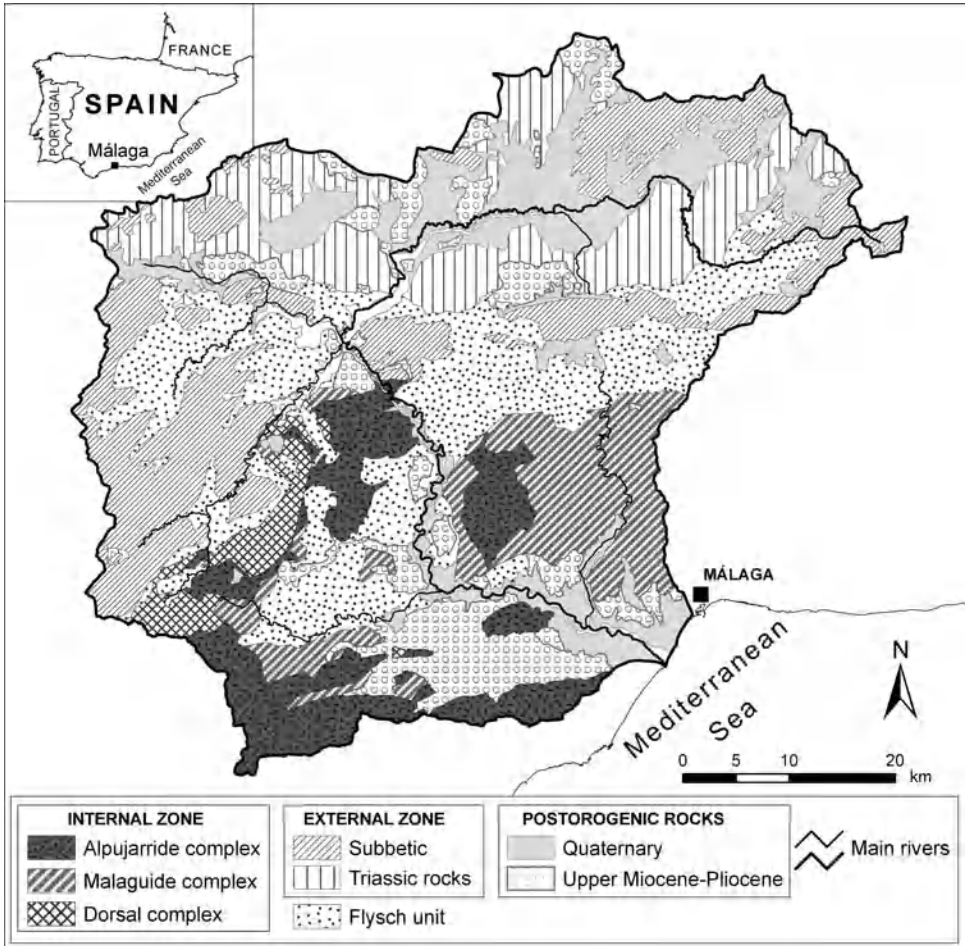 FRANCE
PORTUGAL
SPAIN
Málaga
Mediterranean
Sea
MÁLAGA
Mediterranean
Sea
N
0 5 10 20
km
INTERNAL ZONE
Alpujarride complex
Malaguide complex
Dorsal complex
EXTERNAL ZONE
Subbetic
Triassic rocks
Flysch unit
POSTOROGENIC ROCKS
Quaternary
Upper Miocene-Pliocene
Main rivers